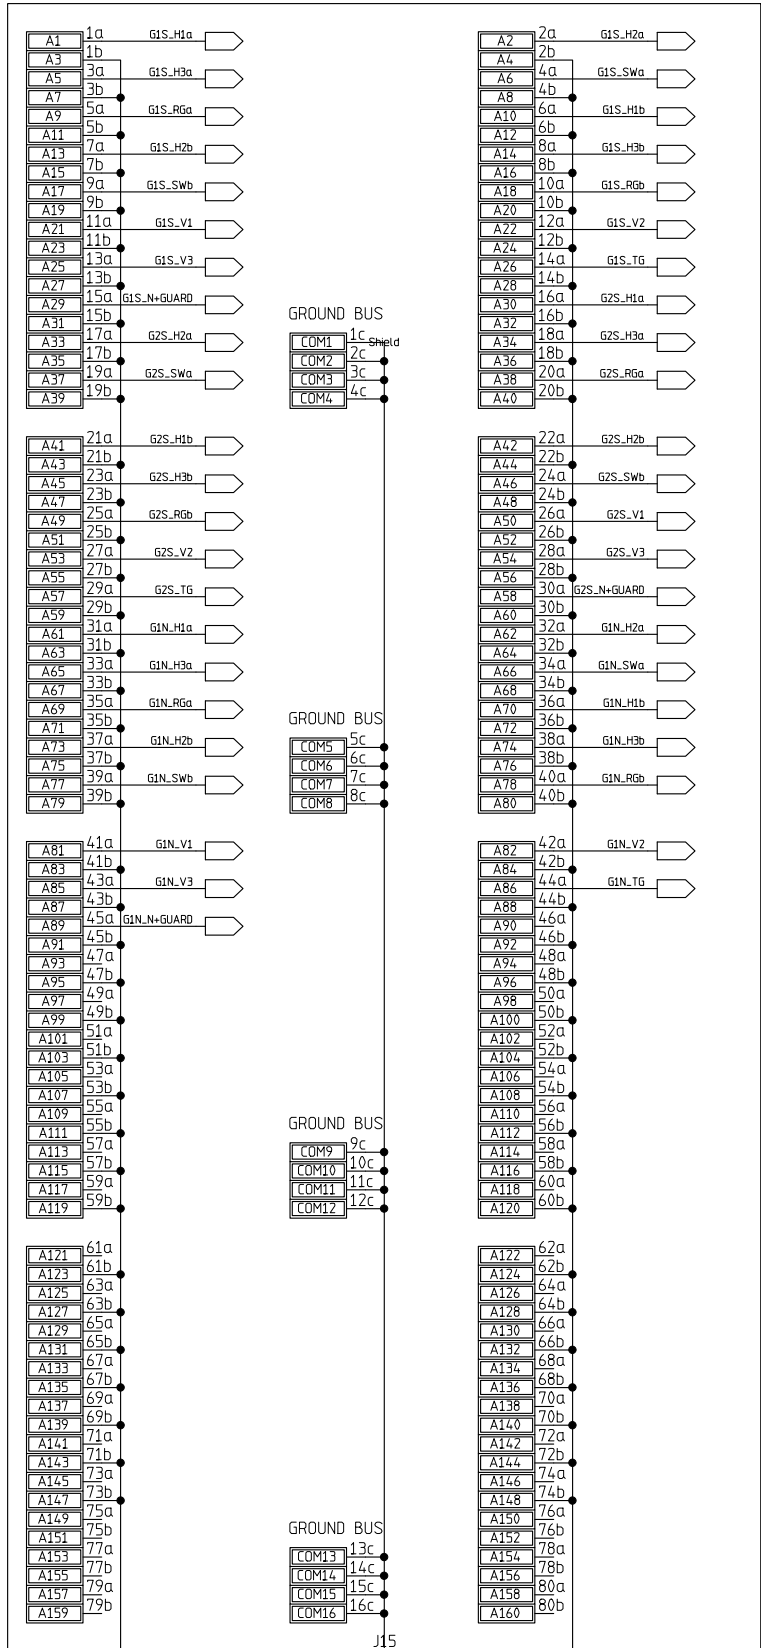 A1 1a G1S_H1a
A3 1b
A5 3a G1S_H3a
A7 3b
A9 5a G1S_RGa
A11 5b
A13 7a G1S_H2b
A15 7b
A17 9a G1S_SWb
A19 9b
A21 11a G1S_V1
A23 11b
A25 13a G1S_V3
A27 13b
A29 15a G1S_N+GUARD
A31 15b
A33 17a G2S_H2a
A35 17b
A37 19a G2S_SWa
A39 19b
A41 21a G2S_H1b
A43 21b
A45 23a G2S_H3b
A47 23b
A49 25a G2S_RGb
A51 25b
A53 27a G2S_V2
A55 27b
A57 29a G2S_TG
A59 29b
A61 31a G1N_H1a
A63 31b
A65 33a G1N_H3a
A67 33b
A69 35a G1N_RGa
A71 35b
A73 37a G1N_H2b
A75 37b
A77 39a G1N_SWb
A79 39b
A81 41a G1N_V1
A83 41b
A85 43a G1N_V3
A87 43b
A89 45a G1N_N+GUARD
A91 45b
A93 47a
A95 47b
A97 49a
A99 49b
A101 51a
A103 51b
A105 53a
A107 53b
A109 55a
A111 55b
A113 57a
A115 57b
A117 59a
A119 59b
A121 61a
A123 61b
A125 63a
A127 63b
A129 65a
A131 65b
A133 67a
A135 67b
A137 69a
A139 69b
A141 71a
A143 71b
A145 73a
A147 73b
A149 75a
A151 75b
A153 77a
A155 77b
A157 79a
A159 79b
GROUND BUS
COM1 1c Shield
COM2 2c
COM3 3c
COM4 4c
GROUND BUS
COM5 5c
COM6 6c
COM7 7c
COM8 8c
GROUND BUS
COM9 9c
COM10 10c
COM11 11c
COM12 12c
GROUND BUS
COM13 13c
COM14 14c
COM15 15c
COM16 16c
J15
A2 2a G1S_H2a
A4 2b
A6 4a G1S_SWa
A8 4b
A10 6a G1S_H1b
A12 6b
A14 8a G1S_H3b
A16 8b
A18 10a G1S_RGb
A20 10b
A22 12a G1S_V2
A24 12b
A26 14a G1S_TG
A28 14b
A30 16a G2S_H1a
A32 16b
A34 18a G2S_H3a
A36 18b
A38 20a G2S_RGa
A40 20b
A42 22a G2S_H2b
A44 22b
A46 24a G2S_SWb
A48 24b
A50 26a G2S_V1
A52 26b
A54 28a G2S_V3
A56 28b
A58 30a G2S_N+GUARD
A60 30b
A62 32a G1N_H2a
A64 32b
A66 34a G1N_SWa
A68 34b
A70 36a G1N_H1b
A72 36b
A74 38a G1N_H3b
A76 38b
A78 40a G1N_RGb
A80 40b
A82 42a G1N_V2
A84 42b
A86 44a G1N_TG
A88 44b
A90 46a
A92 46b
A94 48a
A96 48b
A98 50a
A100 50b
A102 52a
A104 52b
A106 54a
A108 54b
A110 56a
A112 56b
A114 58a
A116 58b
A118 60a
A120 60b
A122 62a
A124 62b
A126 64a
A128 64b
A130 66a
A132 66b
A134 68a
A136 68b
A138 70a
A140 70b
A142 72a
A144 72b
A146 74a
A148 74b
A150 76a
A152 76b
A154 78a
A156 78b
A158 80a
A160 80b